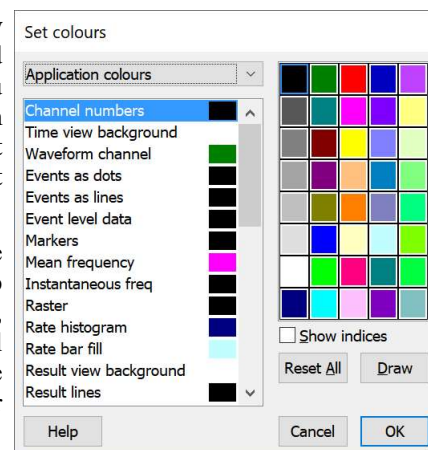 Set colours
Application colours
Channel numbers
Time view background
Waveform channel
Events as dots
Events as lines
Event level data
Markers
Mean frequency
Instantaneous freq
Raster
Rate histogram
Rate bar fill
Result view background
Result lines
Show indices
Reset All
Draw
Help
Cancel
OK